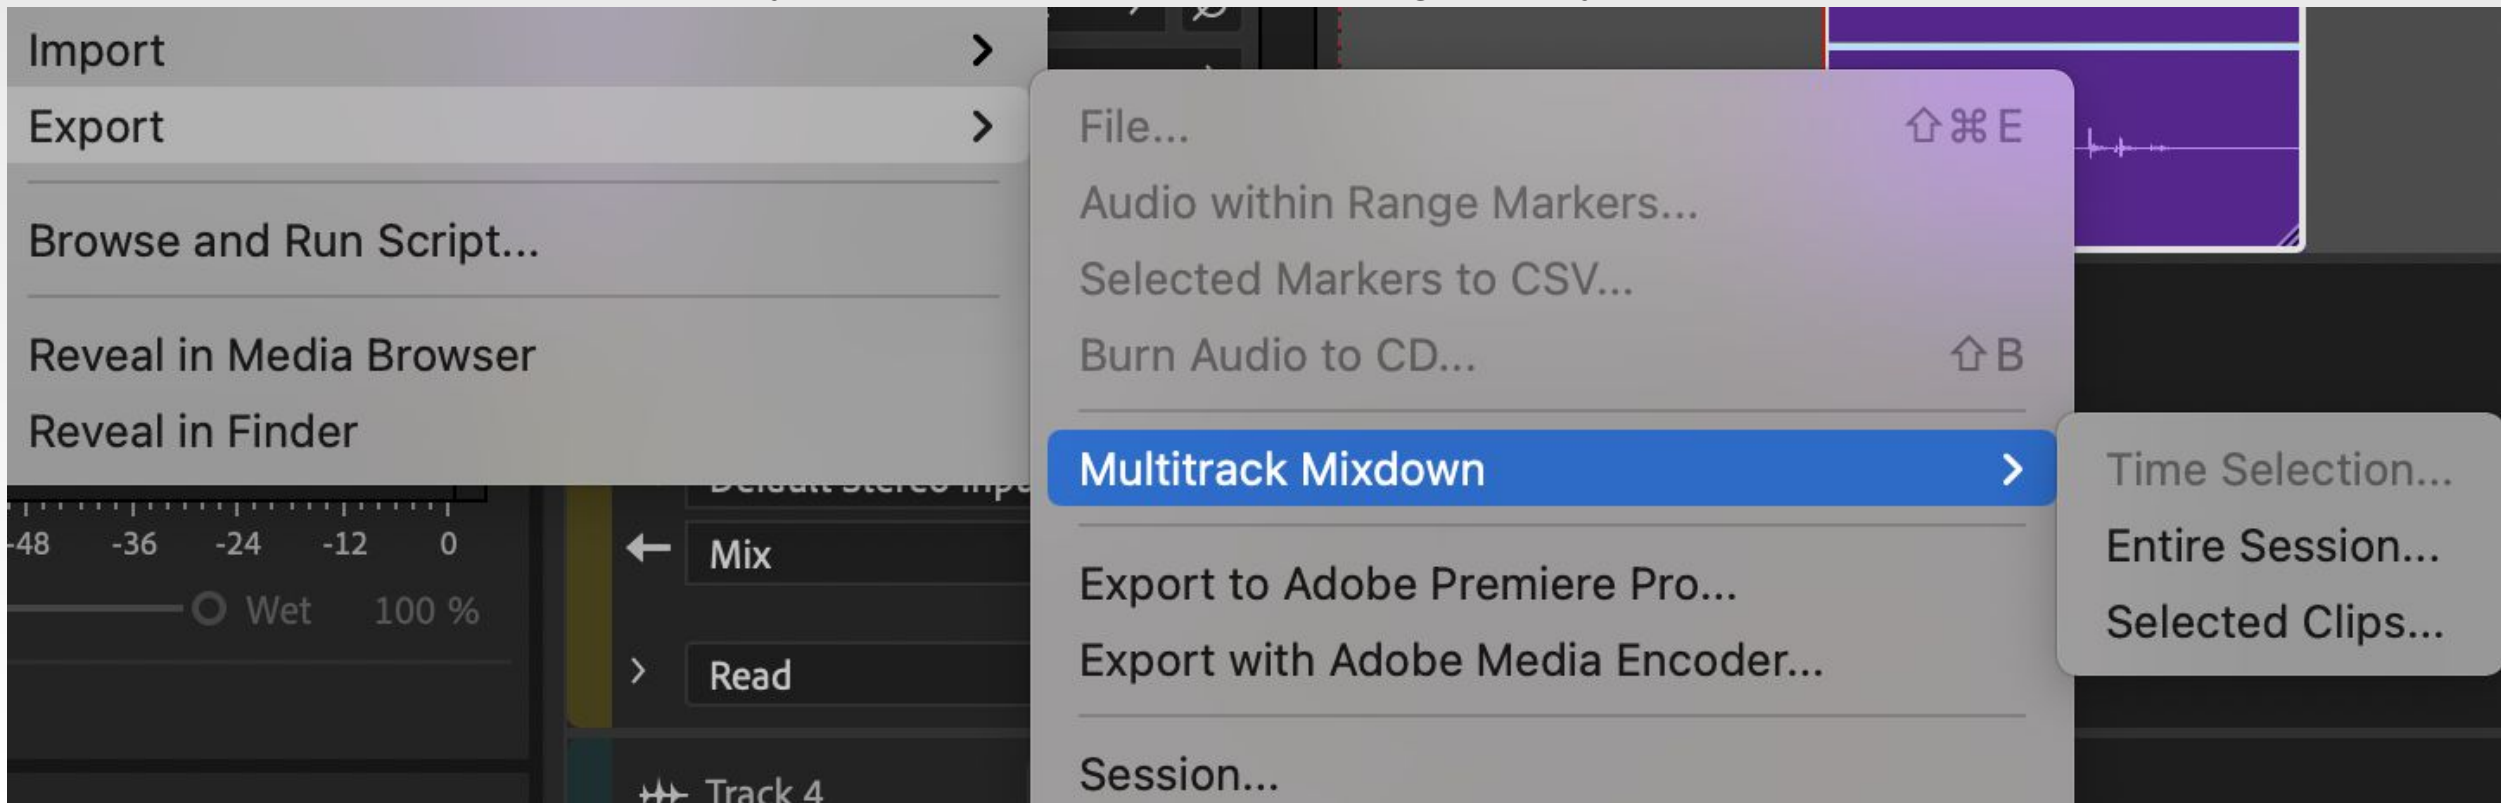 Import
Export
Browse and Run Script...
Reveal in Media Browser
Reveal in Finder
File... ⇧⌘E
Audio within Range Markers...
Selected Markers to CSV...
Burn Audio to CD... ⇧B
Multitrack Mixdown
Export to Adobe Premiere Pro...
Export with Adobe Media Encoder...
Session...
Time Selection...
Entire Session...
Selected Clips...
-48 -36 -24 -12 0
Wet 100 %
Mix
Read
Track 4